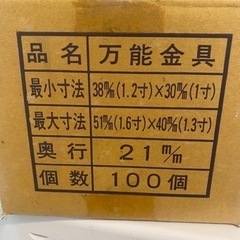 品名 万能金具
最小寸法 38㎜(1.2寸)×30㎜(1寸)
最大寸法 51㎜(1.6寸)×40㎜(1.3寸)
奥行 21m/m
個数 100個